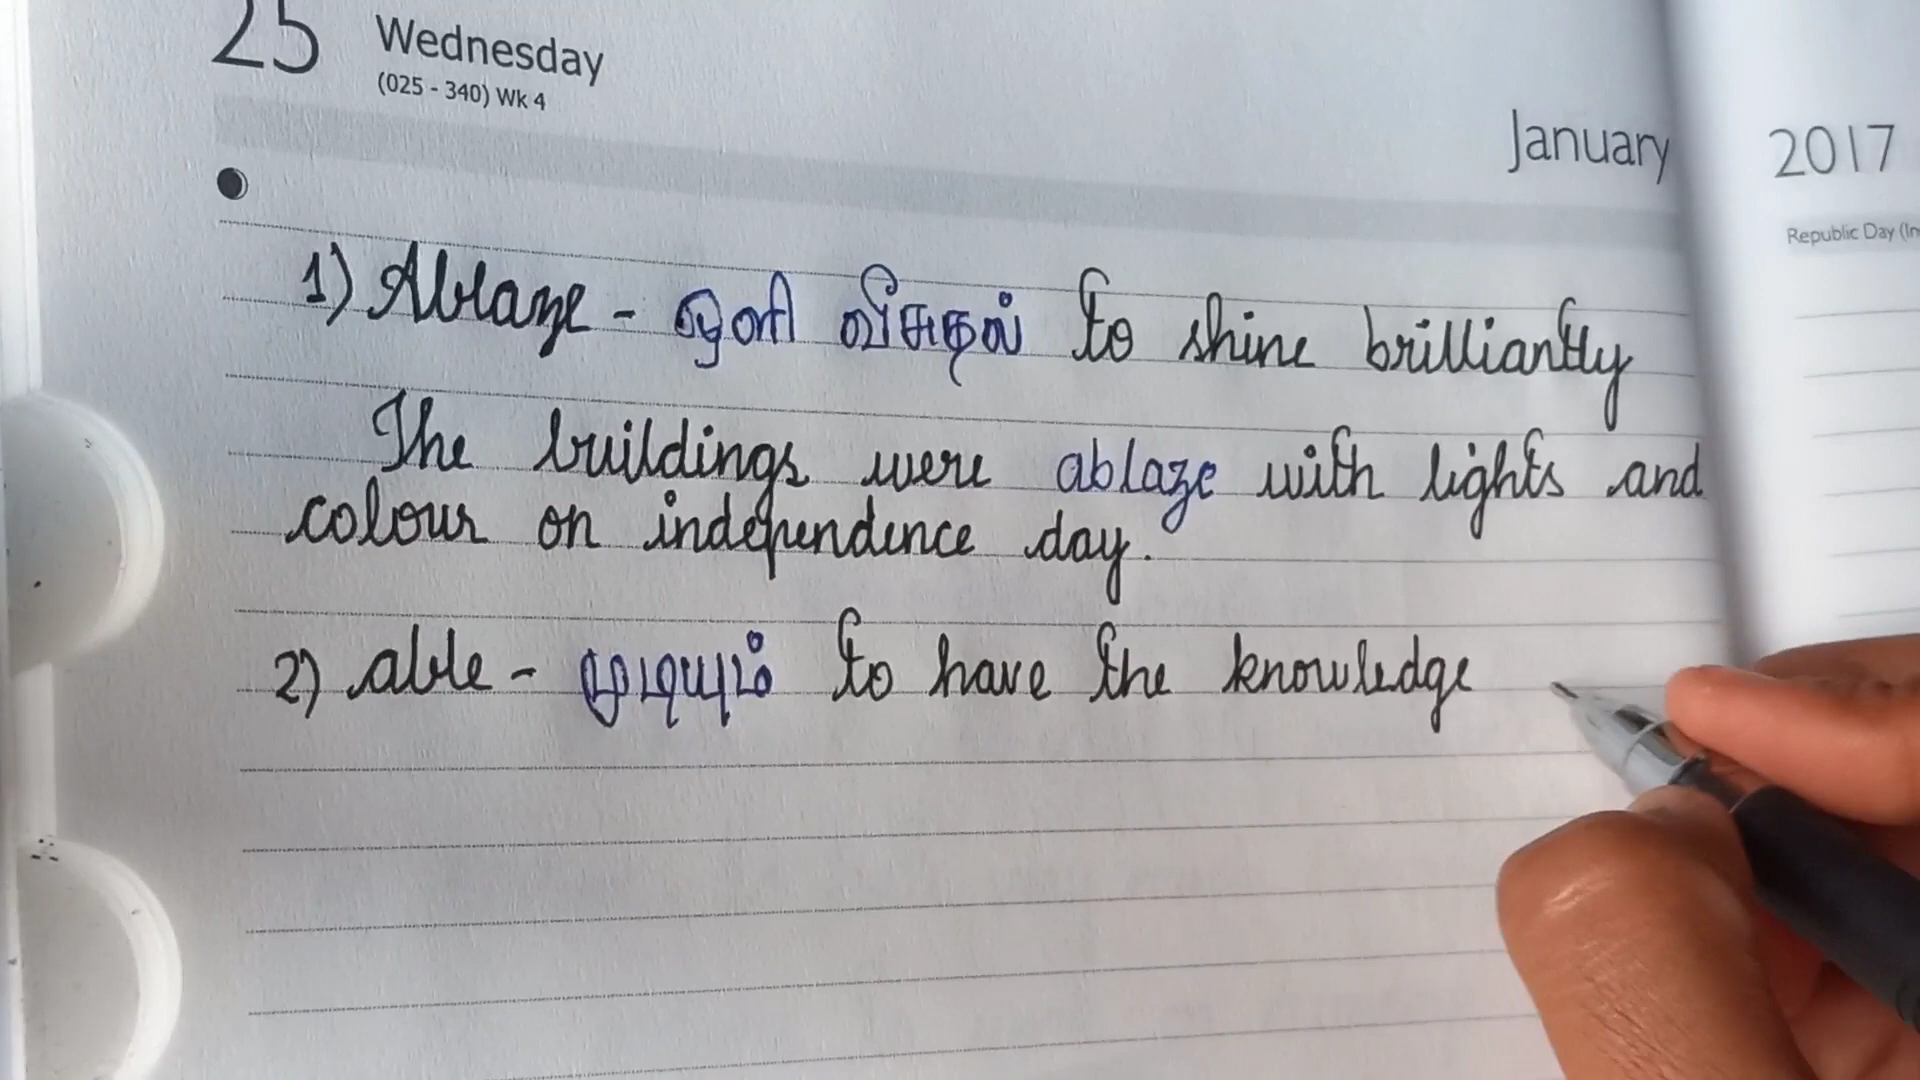 25 Wednesday
(025 - 340) Wk 4
January
2017
Republic Day
1) Ablaze - ஒளி வீசுதல் to shine brilliantly
The buildings were ablaze with lights and
colour on independence day.
2) able - முடியும் to have the knowledge